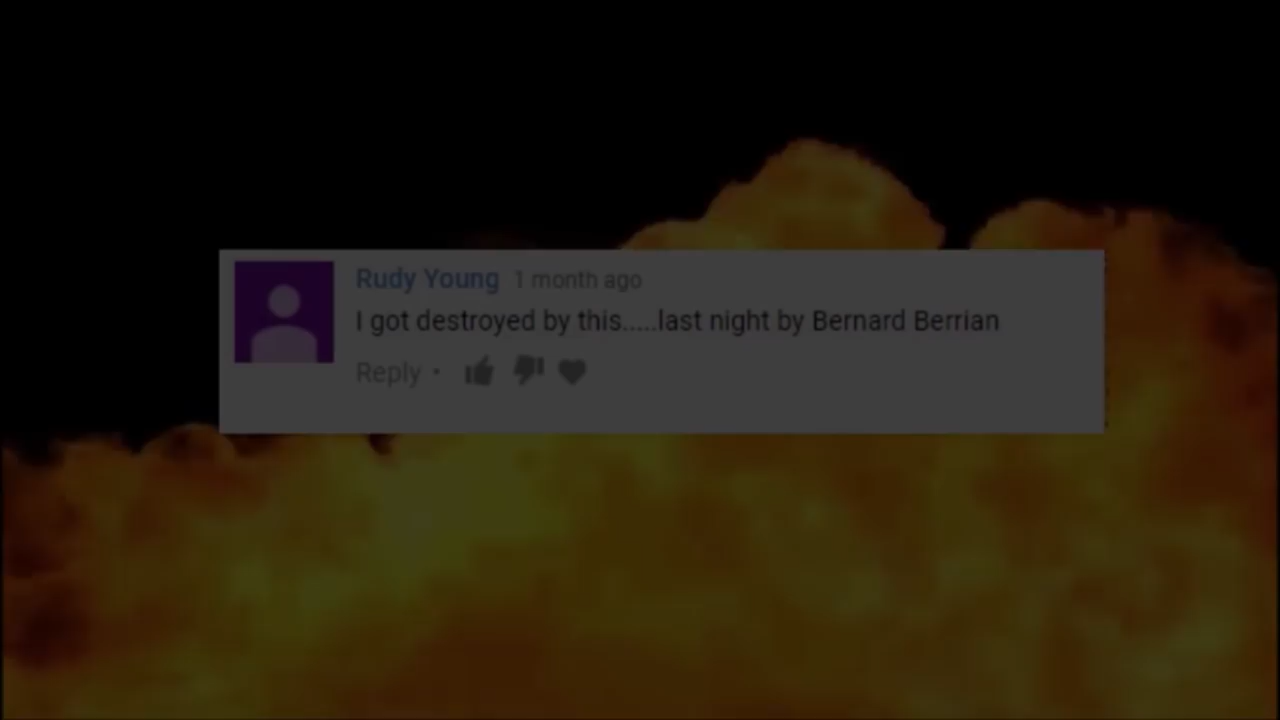 Rudy Young 1 month ago
I got destroyed by this.....last night by Bernard Berrian
Reply •